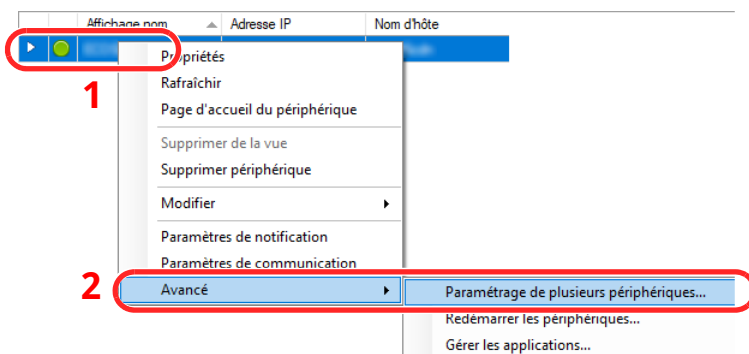 Affichage nom Adresse IP Nom d'hôte
1
Propriétés
Rafraîchir
Page d'accueil du périphérique
Supprimer de la vue
Supprimer périphérique
Modifier
Paramètres de notification
Paramètres de communication
2 Avancé Paramétrage de plusieurs périphériques...
Redémarrer les périphériques...
Gérer les applications...